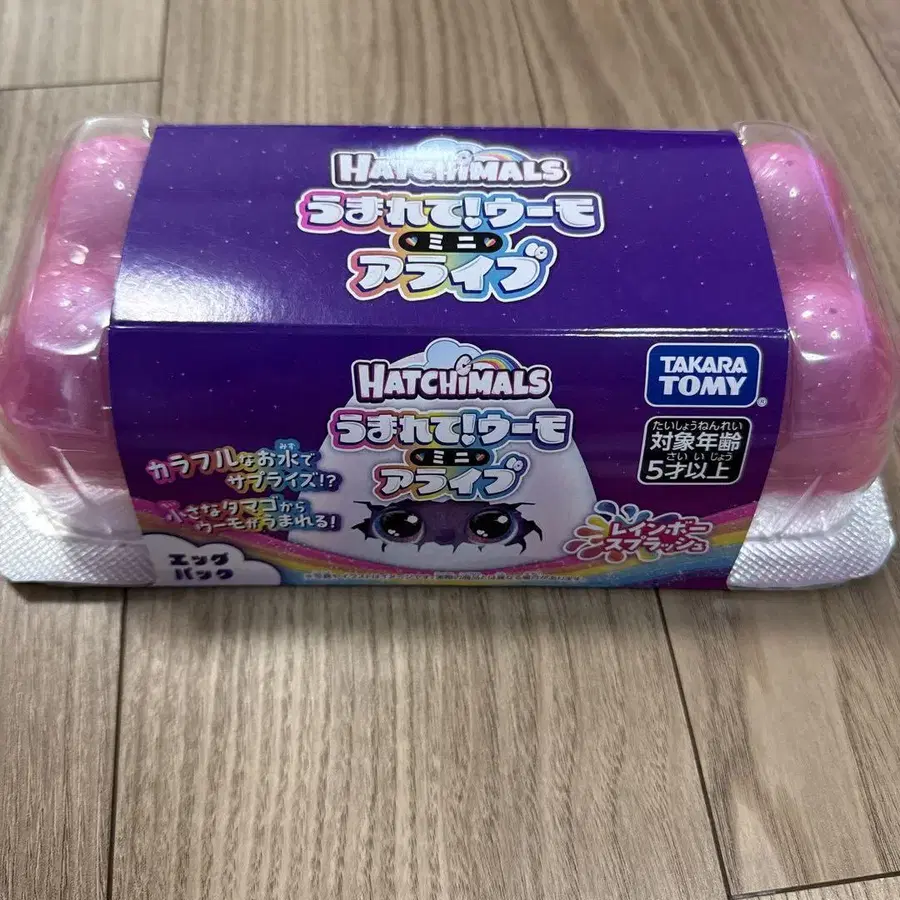 HATCHiMALS
うまれて!ウーモ
ミニ
アライブ
HATCHiMALS
うまれて!ウーモ
ミニ
アライブ
TAKARA
TOMY
®
たいしょうねんれい
対象年齢
さい い じょう
5才以上
みず
カラフルなお水で
サプライズ!?
小さなタマゴから
ウーモがうまれる!
レインボー
スプラッシュ
エッグ
パック